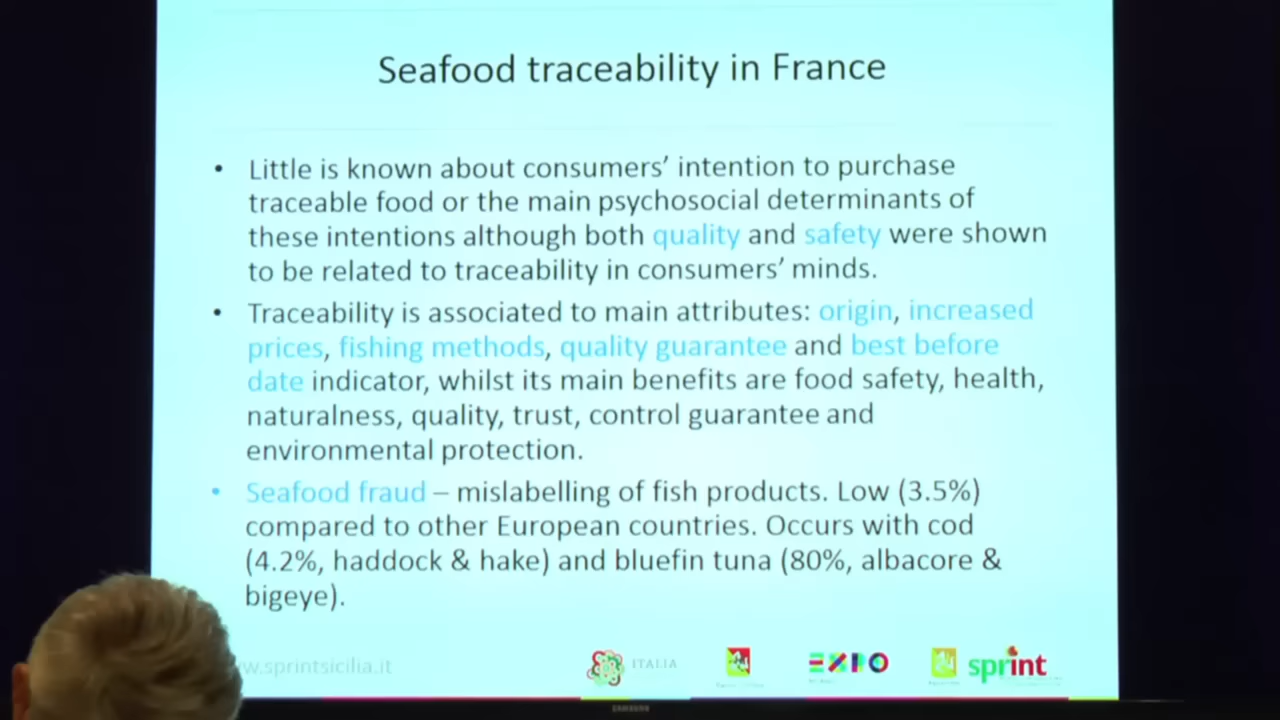 Seafood traceability in France
• Little is known about consumers’ intention to purchase
traceable food or the main psychosocial determinants of
these intentions although both quality and safety were shown
to be related to traceability in consumers’ minds.
• Traceability is associated to main attributes: origin, increased
prices, fishing methods, quality guarantee and best before
date indicator, whilst its main benefits are food safety, health,
naturalness, quality, trust, control guarantee and
environmental protection.
• Seafood fraud – mislabelling of fish products. Low (3.5%)
compared to other European countries. Occurs with cod
(4.2%, haddock & hake) and bluefin tuna (80%, albacore &
bigeye).
w.sprintsicilia.it
ITALIA
EXPO
sprint
SAMSUNG